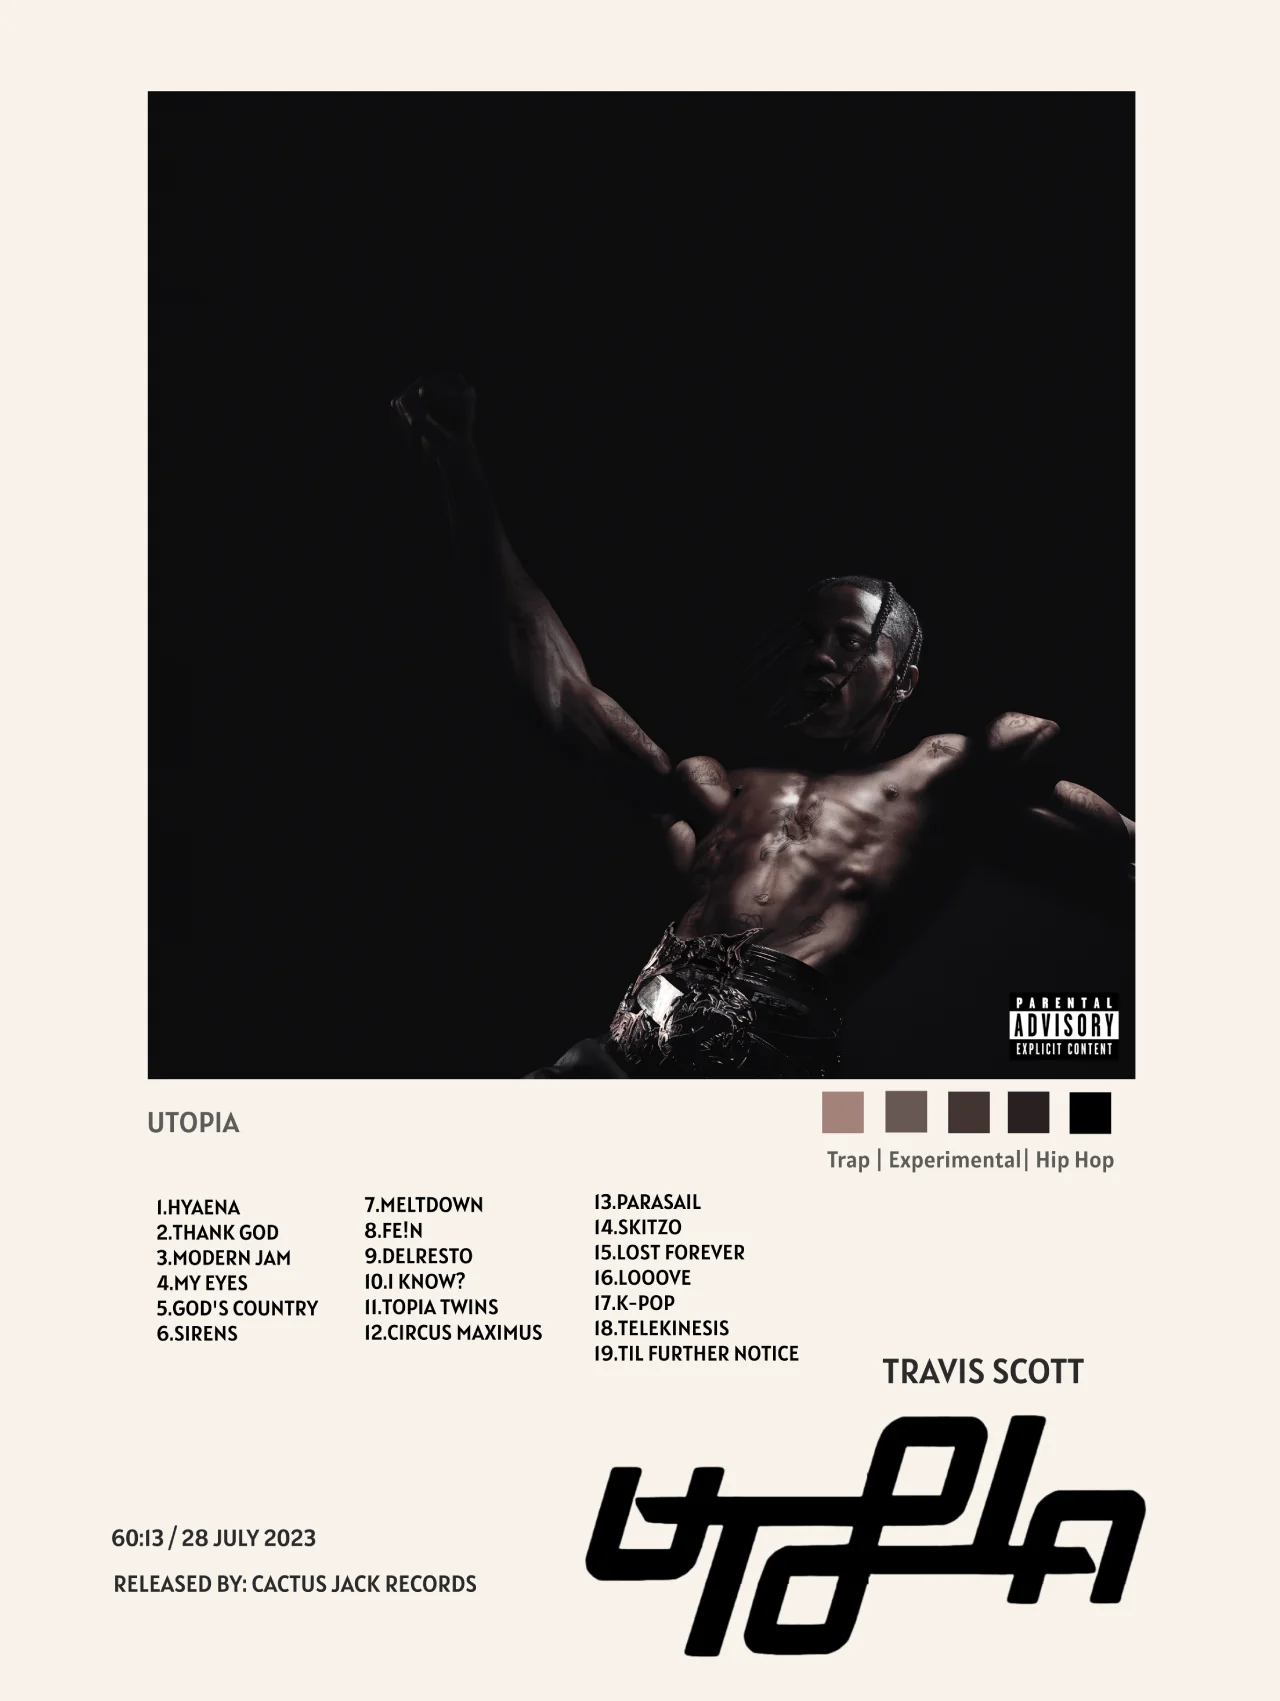 PARENTAL
ADVISORY
EXPLICIT CONTENT
UTOPIA
Trap | Experimental| Hip Hop
1.HYAENA
2.THANK GOD
3.MODERN JAM
4.MY EYES
5.GOD'S COUNTRY
6.SIRENS
7.MELTDOWN
8.FE!N
9.DELRESTO
10.I KNOW?
11.TOPIA TWINS
12.CIRCUS MAXIMUS
13.PARASAIL
14.SKITZO
15.LOST FOREVER
16.LOOOVE
17.K-POP
18.TELEKINESIS
19.TIL FURTHER NOTICE
TRAVIS SCOTT
UTOPIA
60:13 / 28 JULY 2023
RELEASED BY: CACTUS JACK RECORDS